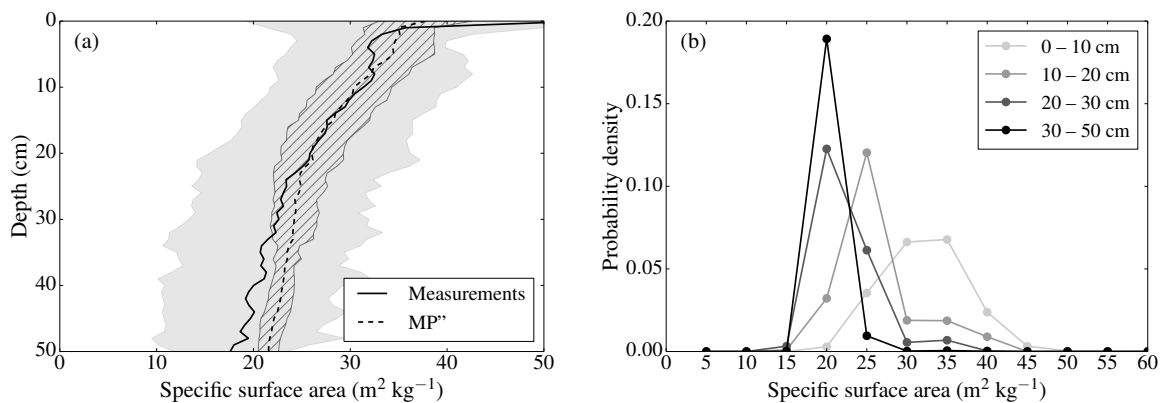 (a)
0
10
20
30
40
50
Depth (cm)
0
10
20
30
40
50
Specific surface area (m² kg⁻¹)
Measurements
MP”
(b)
0.20
0.15
0.10
0.05
0.00
Probability density
0 – 10 cm
10 – 20 cm
20 – 30 cm
30 – 50 cm
5 10 15 20 25 30 35 40 45 50 55 60
Specific surface area (m² kg⁻¹)